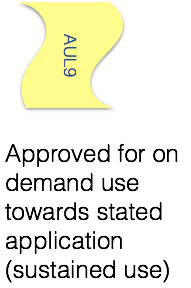 AUL9
Approved for on
demand use
towards stated
application
(sustained use)